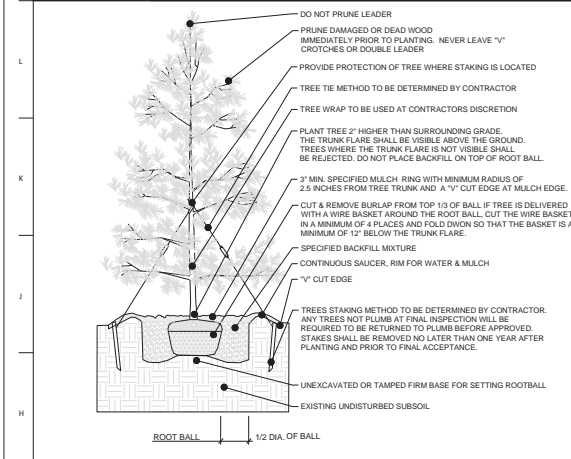 DO NOT PRUNE LEADER
L
PRUNE DAMAGED OR DEAD WOOD
IMMEDIATELY PRIOR TO PLANTING. NEVER LEAVE "V"
CROTCHES OR DOUBLE LEADER
PROVIDE PROTECTION OF TREE WHERE STAKING IS LOCATED
TREE TIE METHOD TO BE DETERMINED BY CONTRACTOR
TREE WRAP TO BE USED AT CONTRACTORS DISCRETION
PLANT TREE 2" HIGHER THAN SURROUNDING GRADE.
THE TRUNK FLARE SHALL BE VISIBLE ABOVE THE GROUND.
TREES WHERE THE TRUNK FLARE IS NOT VISIBLE SHALL
BE REJECTED. DO NOT PLACE BACKFILL ON TOP OF ROOT BALL.
K
3" MIN. SPECIFIED MULCH RING WITH MINIMUM RADIUS OF
2.5 INCHES FROM TREE TRUNK AND A "V" CUT EDGE AT MULCH EDGE.
CUT & REMOVE BURLAP FROM TOP 1/3 OF BALL IF TREE IS DELIVERED
WITH A WIRE BASKET AROUND THE ROOT BALL, CUT THE WIRE BASKET
IN A MINIMUM OF 4 PLACES AND FOLD DWON SO THAT THE BASKET IS A
MINIMUM OF 12" BELOW THE TRUNK FLARE.
SPECIFIED BACKFILL MIXTURE
CONTINUOUS SAUCER, RIM FOR WATER & MULCH
"V" CUT EDGE
J
TREES STAKING METHOD TO BE DETERMINED BY CONTRACTOR.
ANY TREES NOT PLUMB AT FINAL INSPECTION WILL BE
REQUIRED TO BE RETURNED TO PLUMB BEFORE APPROVED.
STAKES SHALL BE REMOVED NO LATER THAN ONE YEAR AFTER
PLANTING AND PRIOR TO FINAL ACCEPTANCE.
UNEXCAVATED OR TAMPED FIRM BASE FOR SETTING ROOTBALL
EXISTING UNDISTURBED SUBSOIL
H
ROOT BALL 1/2 DIA. OF BALL